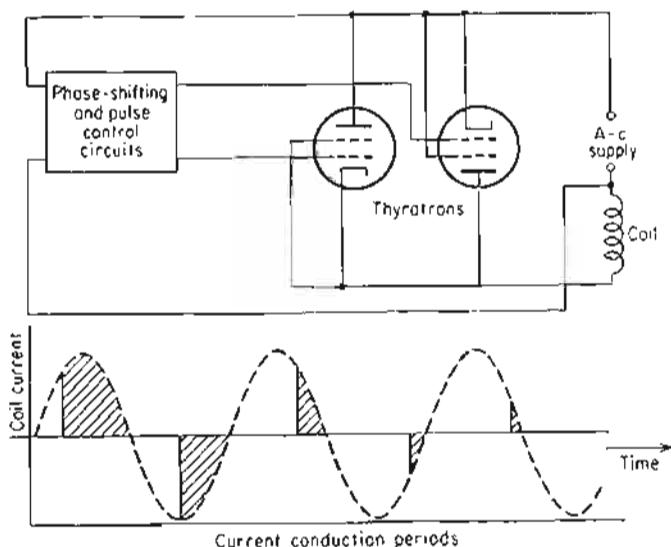 Phase-shifting
and pulse
control
circuits
A-c
supply
Thyratrons
Coil
Coil current
Time
Current conduction periods